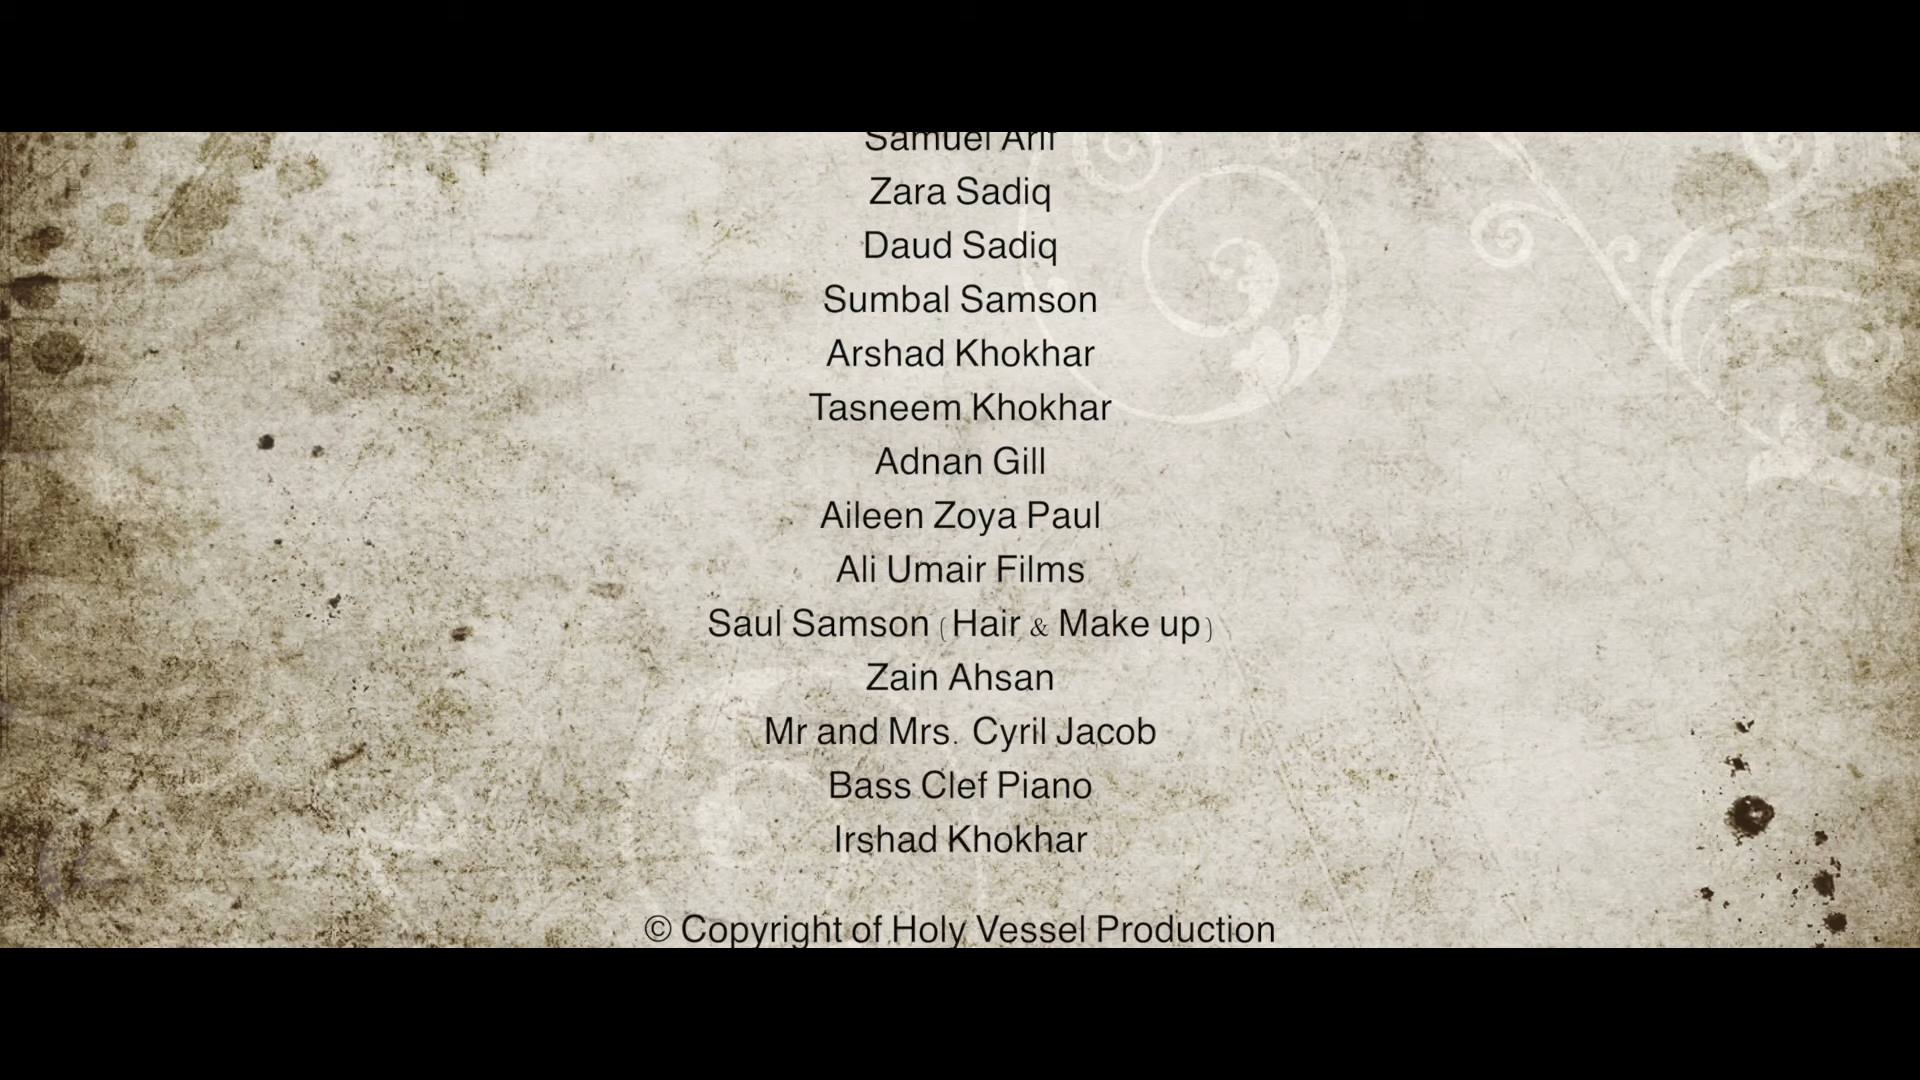 Samuel Arif
Zara Sadiq
Daud Sadiq
Sumbal Samson
Arshad Khokhar
Tasneem Khokhar
Adnan Gill
Aileen Zoya Paul
Ali Umair Films
Saul Samson (Hair & Make up)
Zain Ahsan
Mr and Mrs. Cyril Jacob
Bass Clef Piano
Irshad Khokhar
© Copyright of Holy Vessel Production